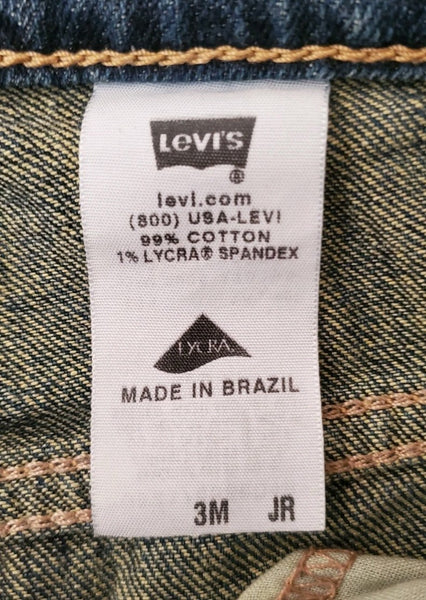 LEVI'S
®
levi.com
(800) USA-LEVI
99% COTTON
1% LYCRA® SPANDEX
LYCRA
MADE IN BRAZIL
3M JR